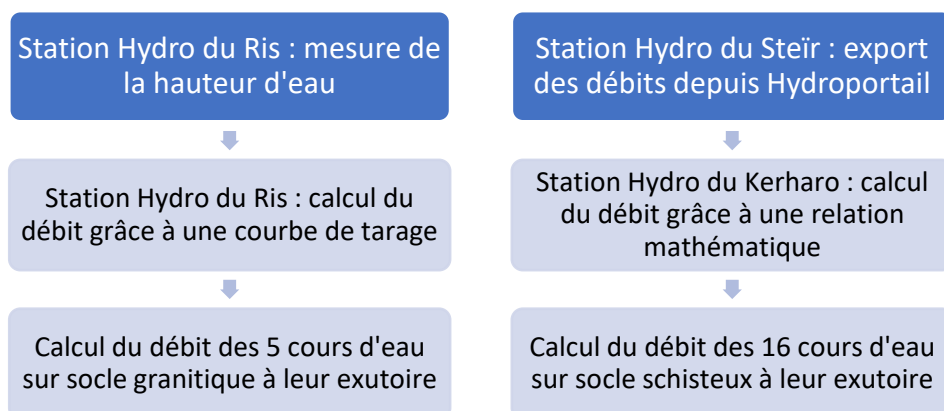 Station Hydro du Ris : mesure de
la hauteur d'eau
Station Hydro du Ris : calcul du
débit grâce à une courbe de tarage
Calcul du débit des 5 cours d'eau
sur socle granitique à leur exutoire
Station Hydro du Steïr : export
des débits depuis Hydroportail
Station Hydro du Kerharo : calcul
du débit grâce à une relation
mathématique
Calcul du débit des 16 cours d'eau
sur socle schisteux à leur exutoire